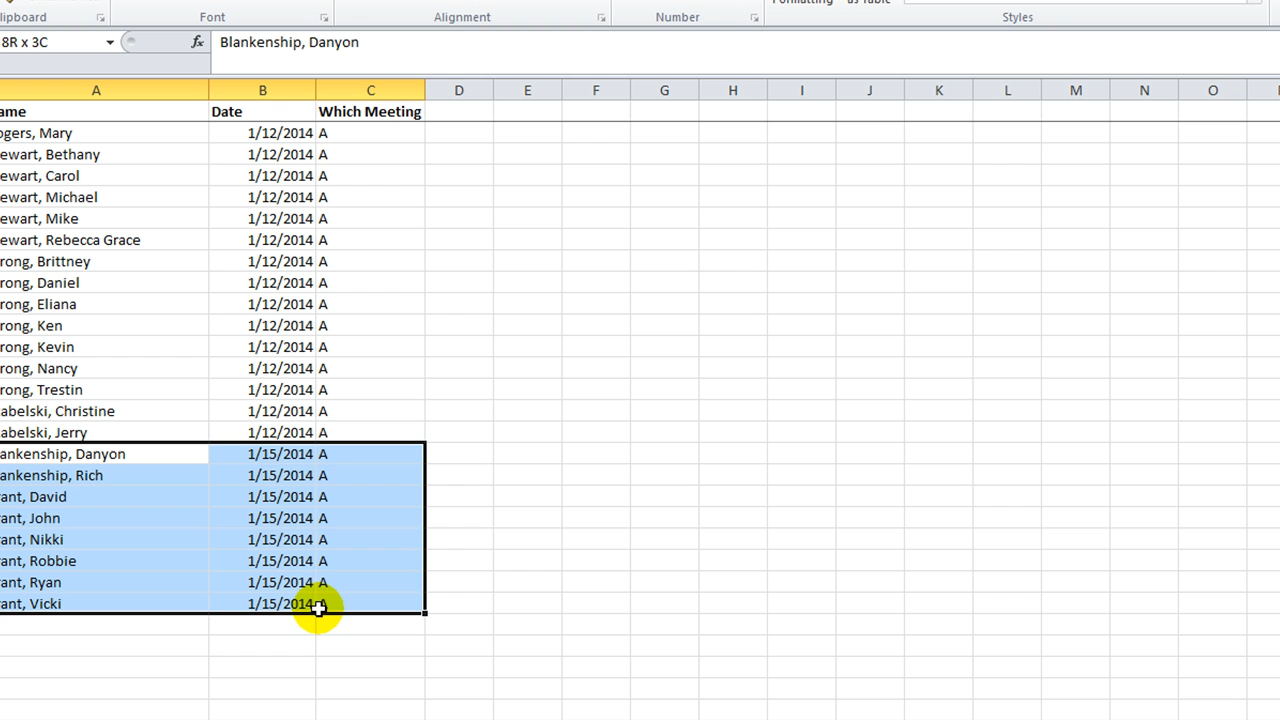 lipboard Font Alignment Number Formatting as Table Styles
8R x 3C fx Blankenship, Danyon
A B C D E F G H I J K L M N O
ame Date Which Meeting
ogers, Mary 1/12/2014 A
ewart, Bethany 1/12/2014 A
ewart, Carol 1/12/2014 A
ewart, Michael 1/12/2014 A
ewart, Mike 1/12/2014 A
ewart, Rebecca Grace 1/12/2014 A
rong, Brittney 1/12/2014 A
rong, Daniel 1/12/2014 A
rong, Eliana 1/12/2014 A
rong, Ken 1/12/2014 A
rong, Kevin 1/12/2014 A
rong, Nancy 1/12/2014 A
rong, Trestin 1/12/2014 A
abelski, Christine 1/12/2014 A
abelski, Jerry 1/12/2014 A
ankenship, Danyon 1/15/2014 A
ankenship, Rich 1/15/2014 A
ant, David 1/15/2014 A
ant, John 1/15/2014 A
ant, Nikki 1/15/2014 A
ant, Robbie 1/15/2014 A
ant, Ryan 1/15/2014 A
ant, Vicki 1/15/2014 A